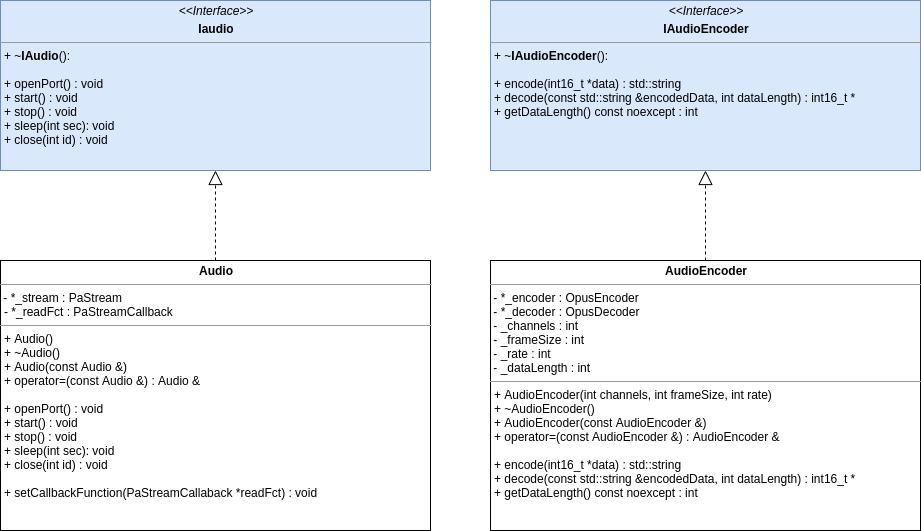 <<Interface>>
Iaudio
+ ~IAudio():
+ openPort() : void
+ start() : void
+ stop() : void
+ sleep(int sec): void
+ close(int id) : void
<<Interface>>
IAudioEncoder
+ ~IAudioEncoder():
+ encode(int16_t *data) : std::string
+ decode(const std::string &encodedData, int dataLength) : int16_t *
+ getDataLength() const noexcept : int
Audio
- *_stream : PaStream
- *_readFct : PaStreamCallback
+ Audio()
+ ~Audio()
+ Audio(const Audio &)
+ operator=(const Audio &) : Audio &
+ openPort() : void
+ start() : void
+ stop() : void
+ sleep(int sec): void
+ close(int id) : void
+ setCallbackFunction(PaStreamCallaback *readFct) : void
AudioEncoder
- *_encoder : OpusEncoder
- *_decoder : OpusDecoder
- _channels : int
- _frameSize : int
- _rate : int
- _dataLength : int
+ AudioEncoder(int channels, int frameSize, int rate)
+ ~AudioEncoder()
+ AudioEncoder(const AudioEncoder &)
+ operator=(const AudioEncoder &) : AudioEncoder &
+ encode(int16_t *data) : std::string
+ decode(const std::string &encodedData, int dataLength) : int16_t *
+ getDataLength() const noexcept : int